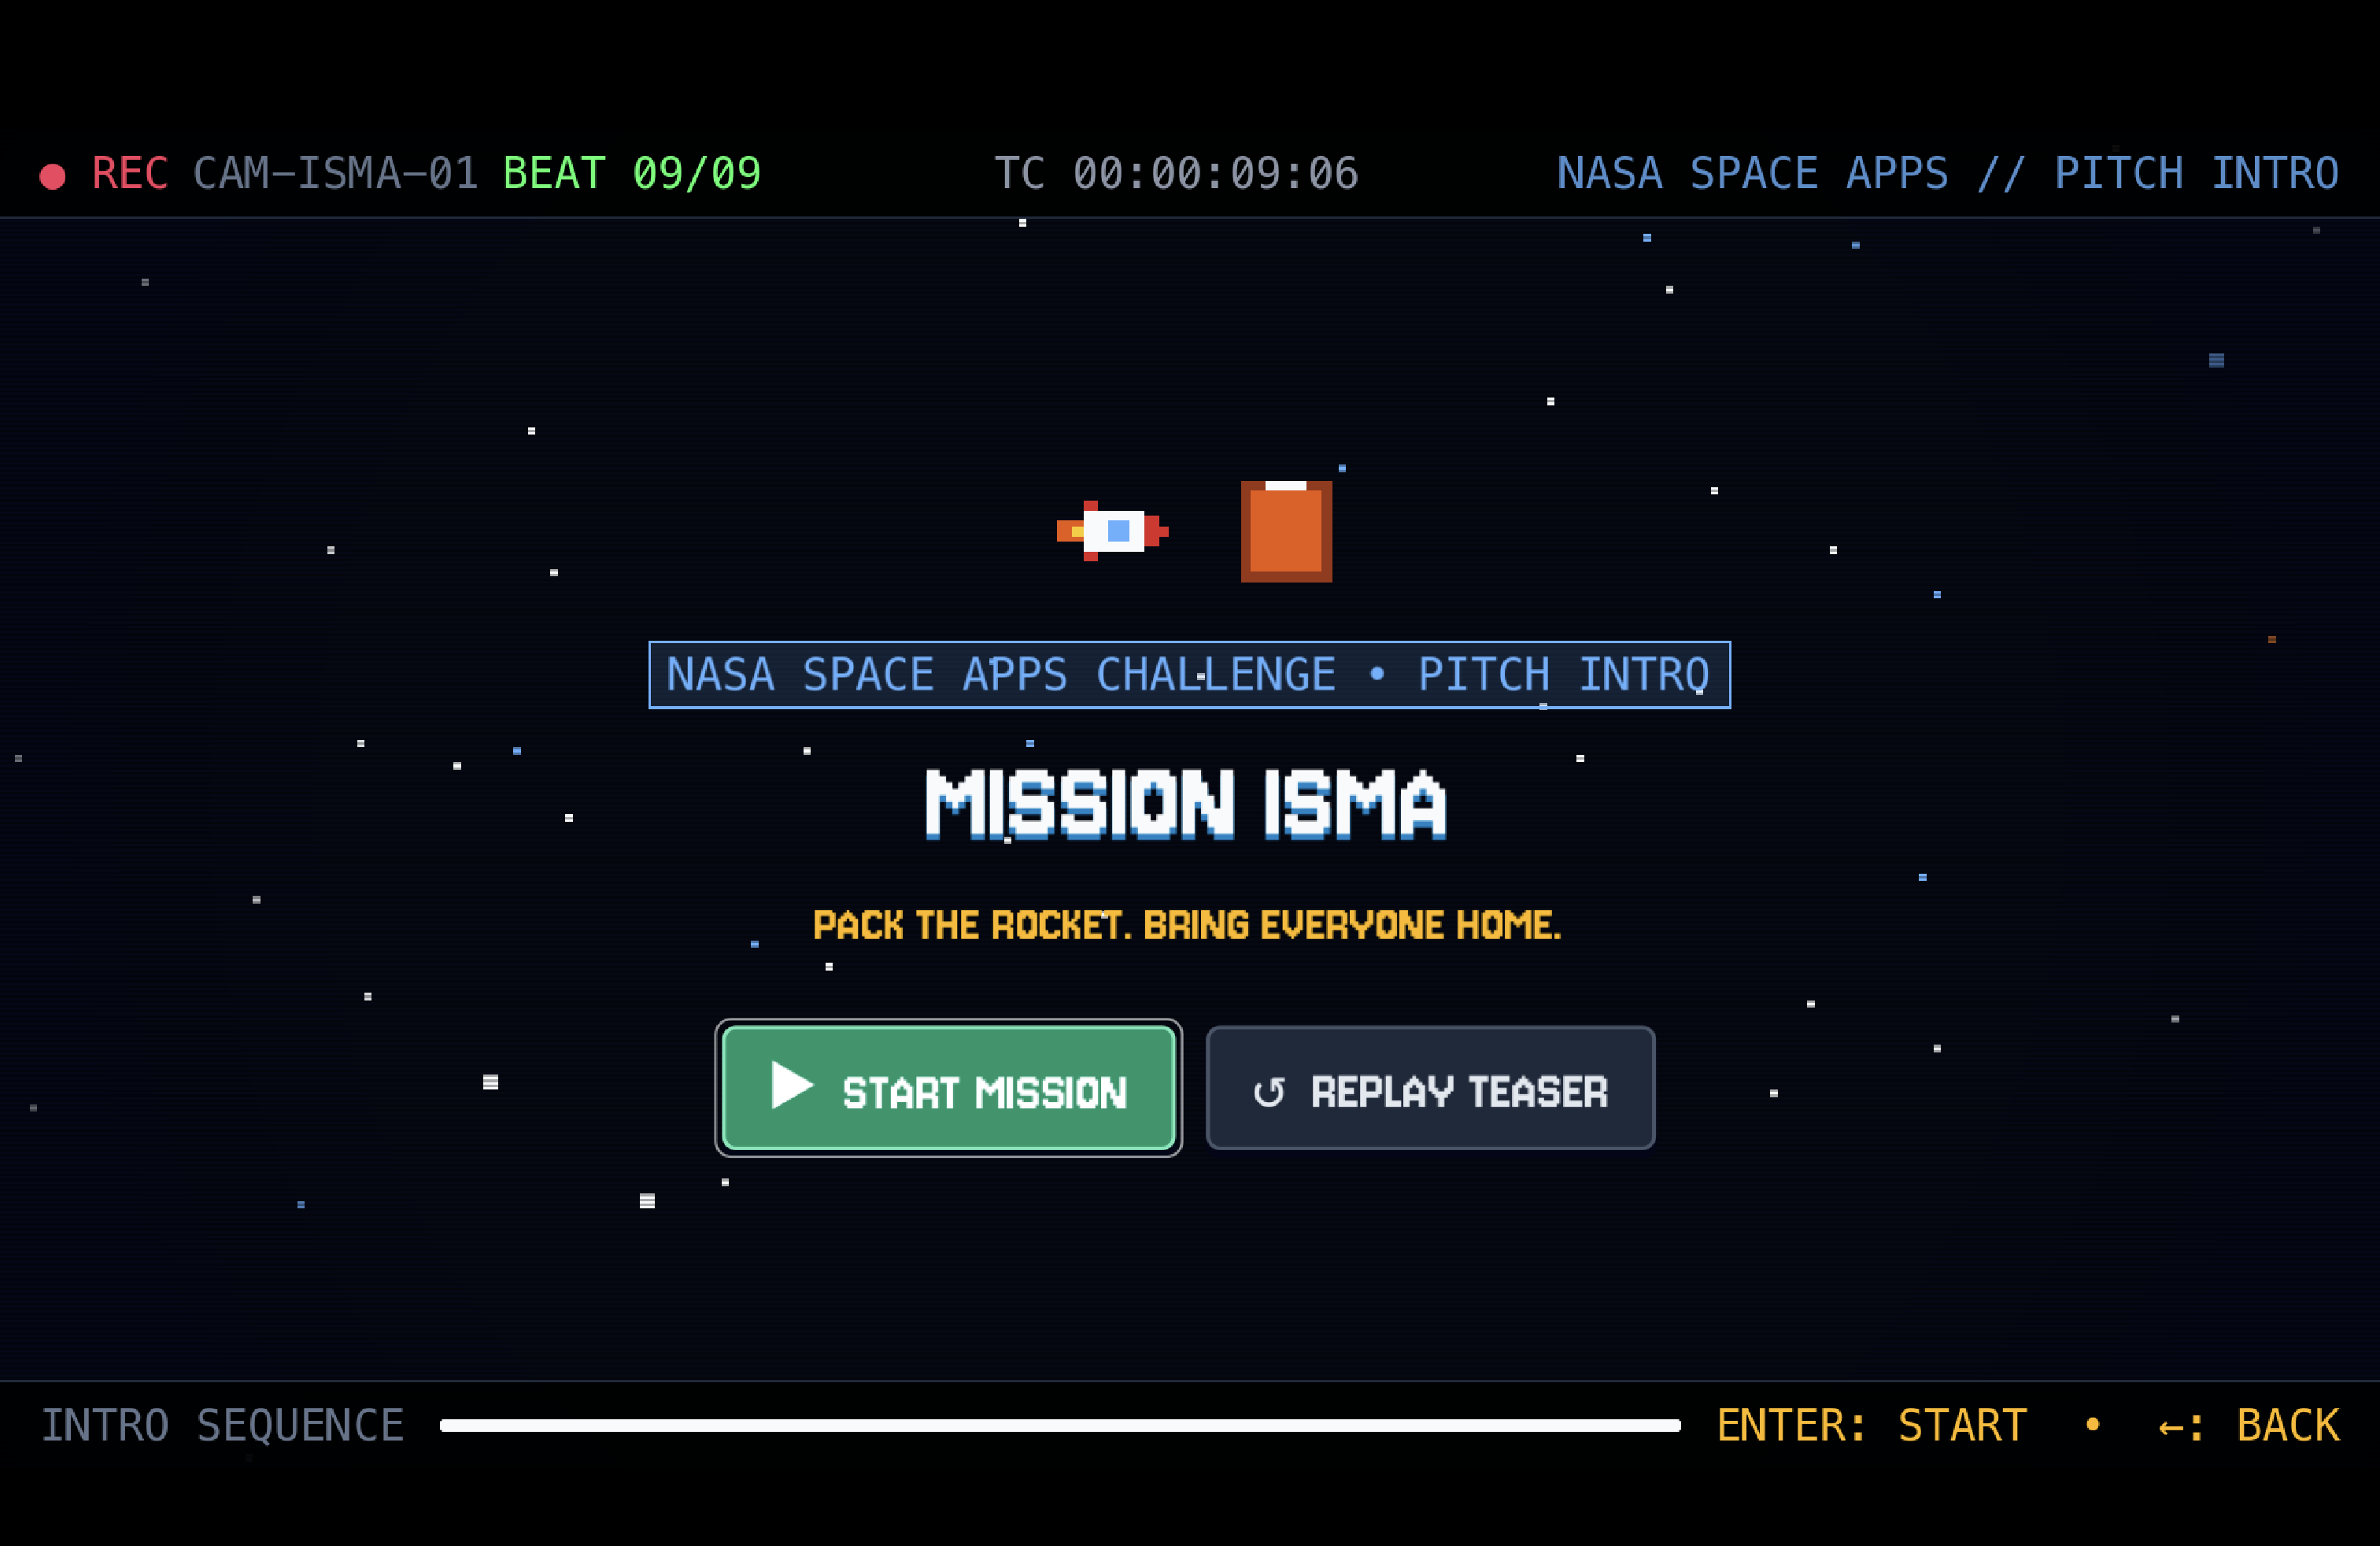 ● REC CAM-ISMA-01 BEAT 09/09 TC 00:00:09:06 NASA SPACE APPS // PITCH INTRO
NASA SPACE APPS CHALLENGE • PITCH INTRO
MISSION ISMA
PACK THE ROCKET. BRING EVERYONE HOME.
▶ START MISSION ↺ REPLAY TEASER
INTRO SEQUENCE ENTER: START • ←: BACK